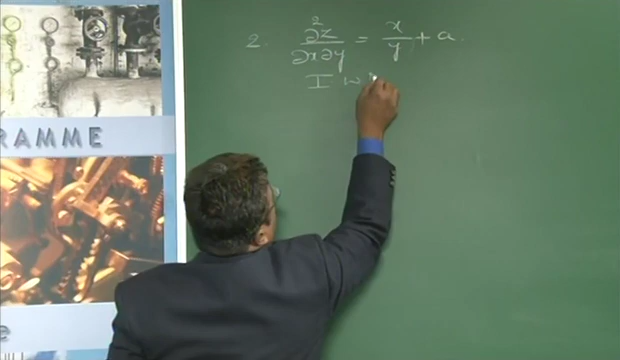 2. ∂²z/∂x∂y = x/y + a.
I w
RAMME
e